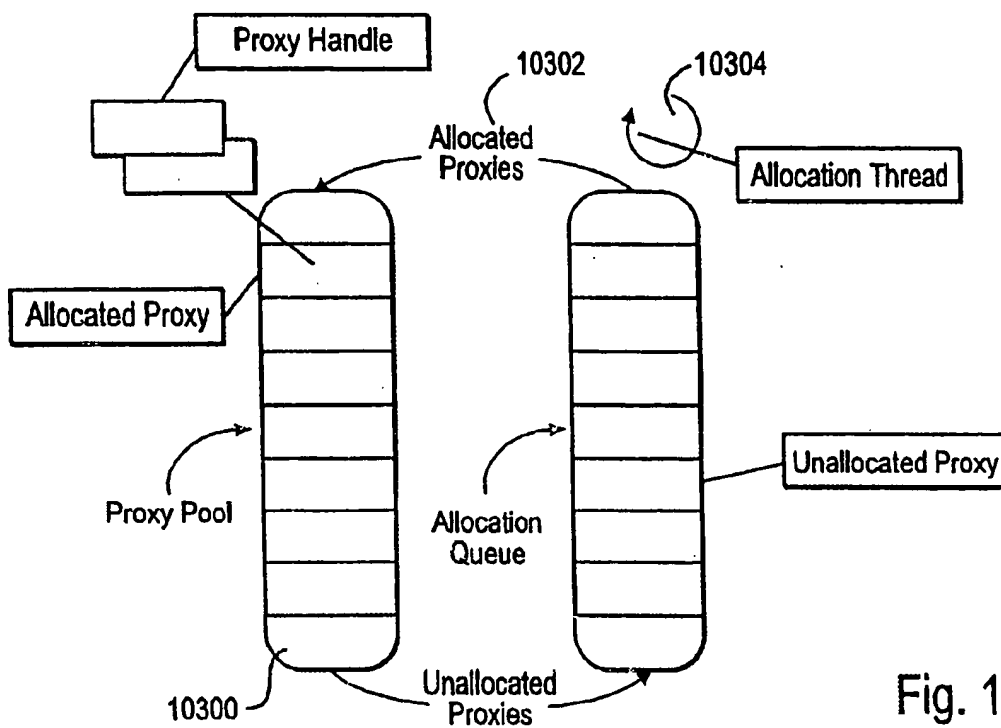 Proxy Handle
10302
10304
Allocated
Proxies
Allocation Thread
Allocated Proxy
Unallocated Proxy
Proxy Pool
Allocation
Queue
10300
Unallocated
Proxies
Fig. 1